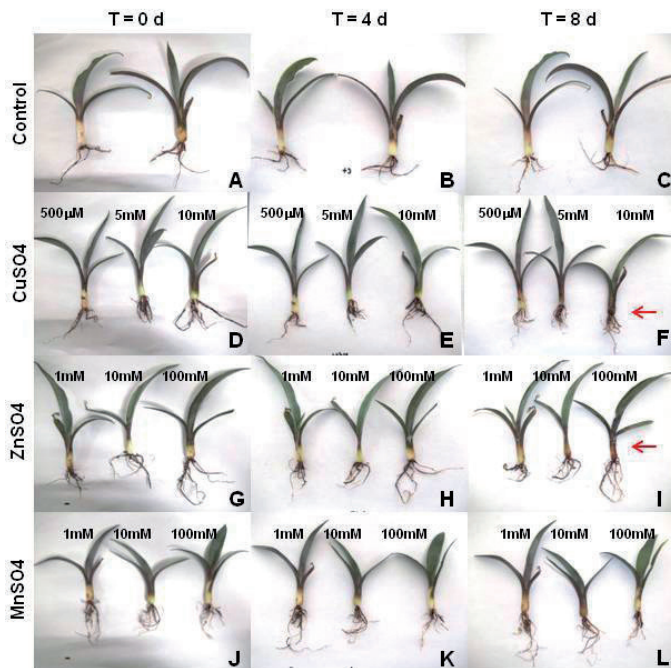 T = 0 d T = 4 d T = 8 d
Control
A B C
+3
CuSO4
500µM 5mM 10mM 500µM 5mM 10mM 500µM 5mM 10mM
D E F
ZnSO4
1mM 10mM 100mM 1mM 10mM 100mM 1mM 10mM 100mM
G H I
MnSO4
1mM 10mM 100mM 1mM 10mM 100mM 1mM 10mM 100mM
J K L